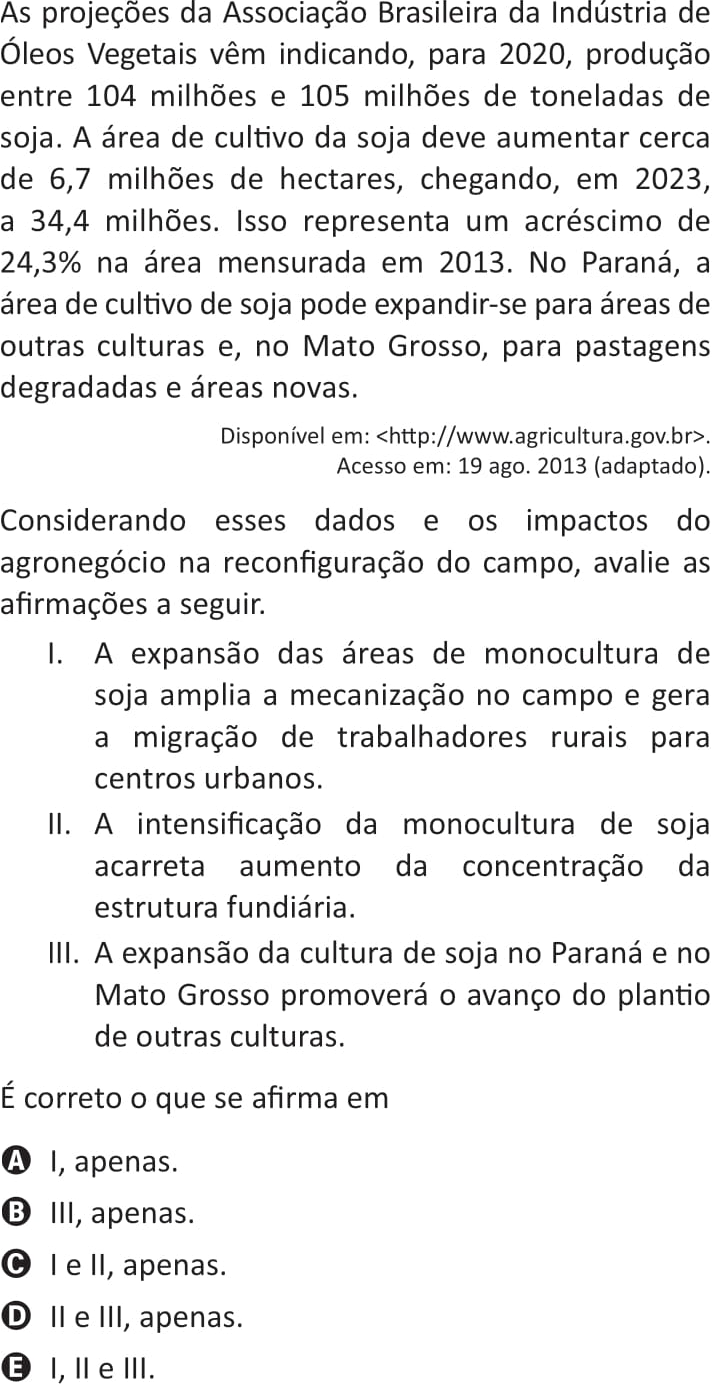 As projeções da Associação Brasileira da Indústria de
Óleos Vegetais vêm indicando, para 2020, produção
entre 104 milhões e 105 milhões de toneladas de
soja. A área de cultivo da soja deve aumentar cerca
de 6,7 milhões de hectares, chegando, em 2023,
a 34,4 milhões. Isso representa um acréscimo de
24,3% na área mensurada em 2013. No Paraná, a
área de cultivo de soja pode expandir-se para áreas de
outras culturas e, no Mato Grosso, para pastagens
degradadas e áreas novas.
Disponível em: <http://www.agricultura.gov.br>.
Acesso em: 19 ago. 2013 (adaptado).
Considerando esses dados e os impactos do
agronegócio na reconfiguração do campo, avalie as
afirmações a seguir.
I. A expansão das áreas de monocultura de
soja amplia a mecanização no campo e gera
a migração de trabalhadores rurais para
centros urbanos.
II. A intensificação da monocultura de soja
acarreta aumento da concentração da
estrutura fundiária.
III. A expansão da cultura de soja no Paraná e no
Mato Grosso promoverá o avanço do plantio
de outras culturas.
É correto o que se afirma em
A I, apenas.
B III, apenas.
C I e II, apenas.
D II e III, apenas.
E I, II e III.